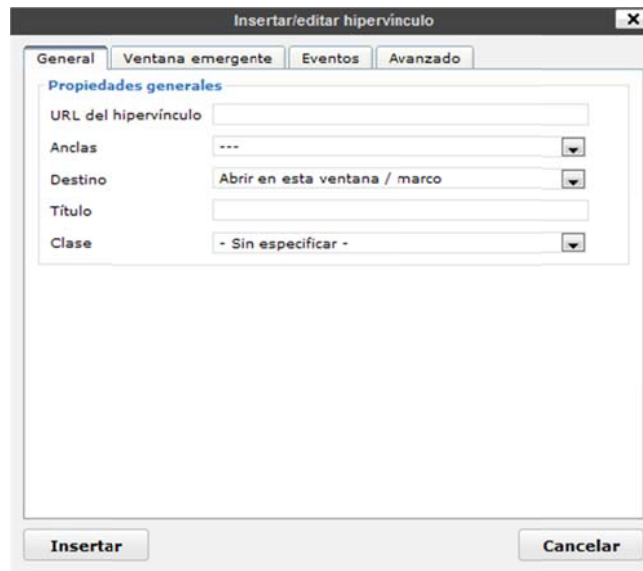 Insertar/editar hipervínculo X
General Ventana emergente Eventos Avanzado
Propiedades generales
URL del hipervínculo
Anclas ---
Destino Abrir en esta ventana / marco
Título
Clase - Sin especificar -
Insertar Cancelar